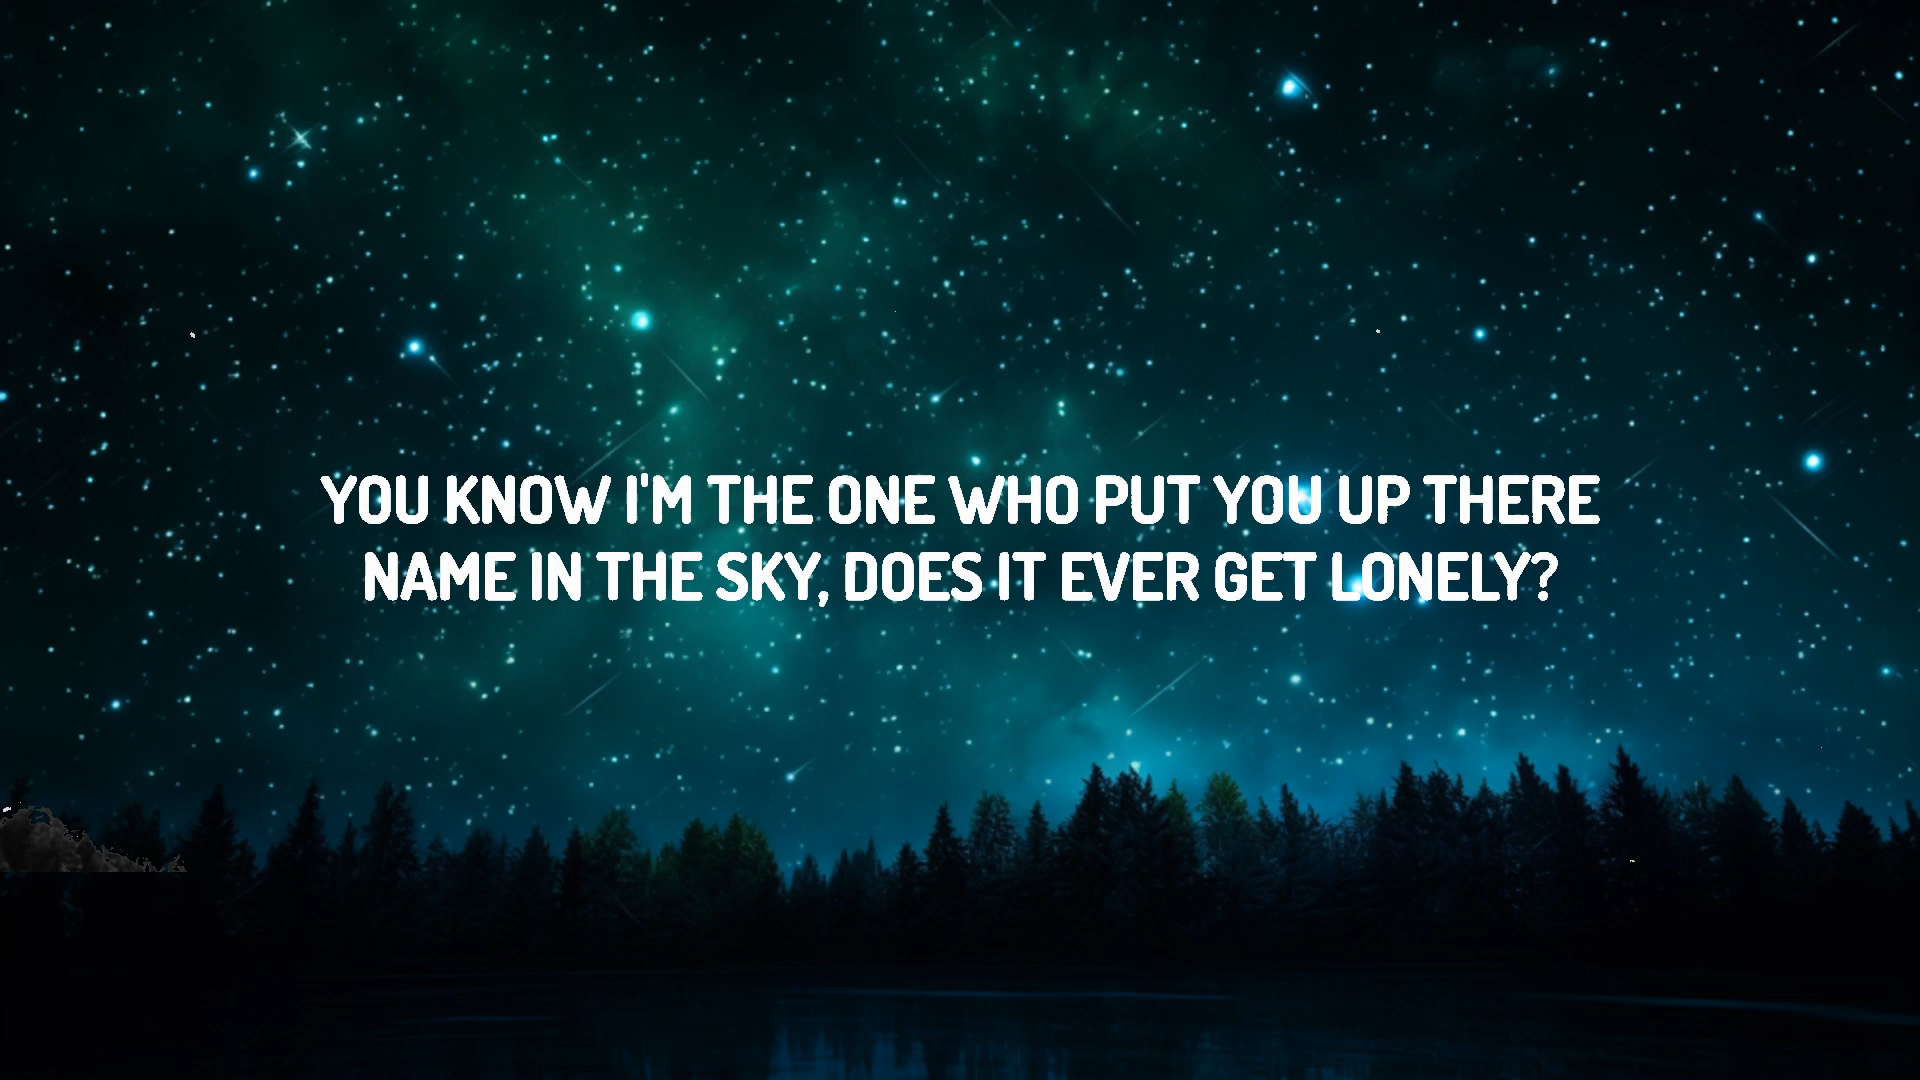 YOU KNOW I'M THE ONE WHO PUT YOU UP THERE
NAME IN THE SKY, DOES IT EVER GET LONELY?